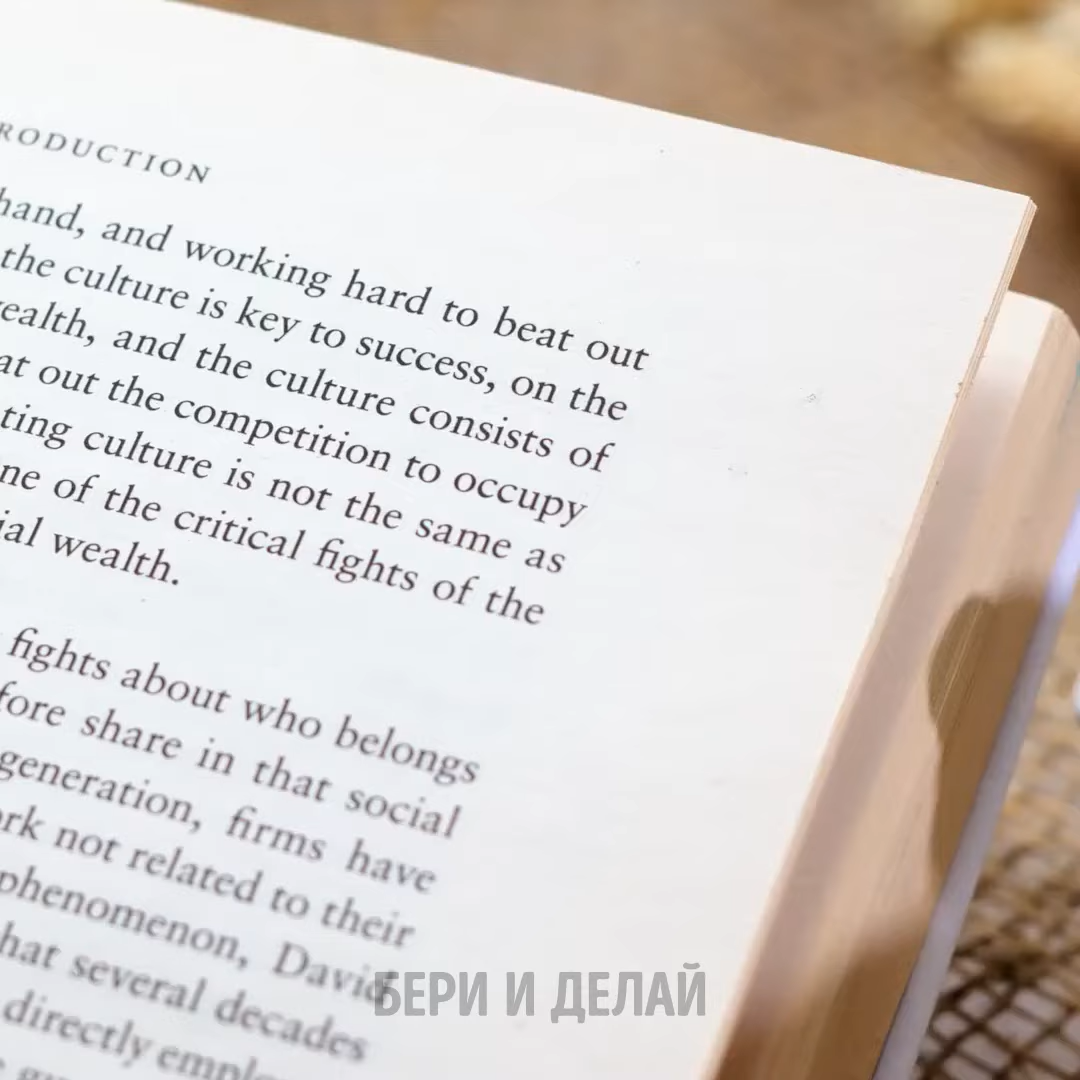 RODUCTION
hand, and working hard to beat out
the culture is key to success, on the
ealth, and the culture consists of
at out the competition to occupy
ting culture is not the same as
ne of the critical fights of the
ial wealth.
fights about who belongs
fore share in that social
generation, firms have
rk not related to their
phenomenon, David
hat several decades
directly emplo
БЕРИ И ДЕЛАЙ